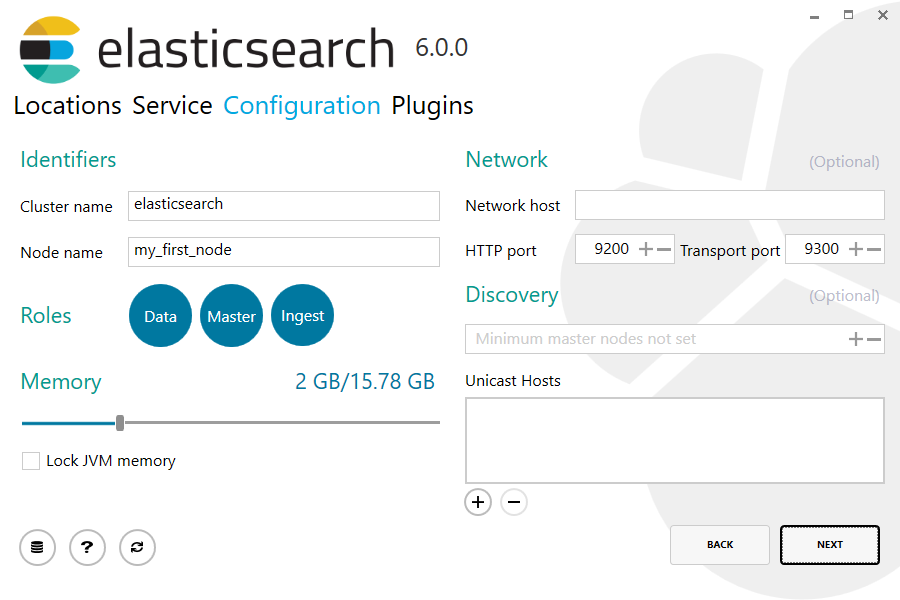 elasticsearch 6.0.0
Locations Service Configuration Plugins
Identifiers
Cluster name elasticsearch
Node name my_first_node
Roles Data Master Ingest
Memory 2 GB/15.78 GB
Lock JVM memory
Network (Optional)
Network host
HTTP port 9200 Transport port 9300
Discovery (Optional)
Minimum master nodes not set
Unicast Hosts
?
BACK NEXT